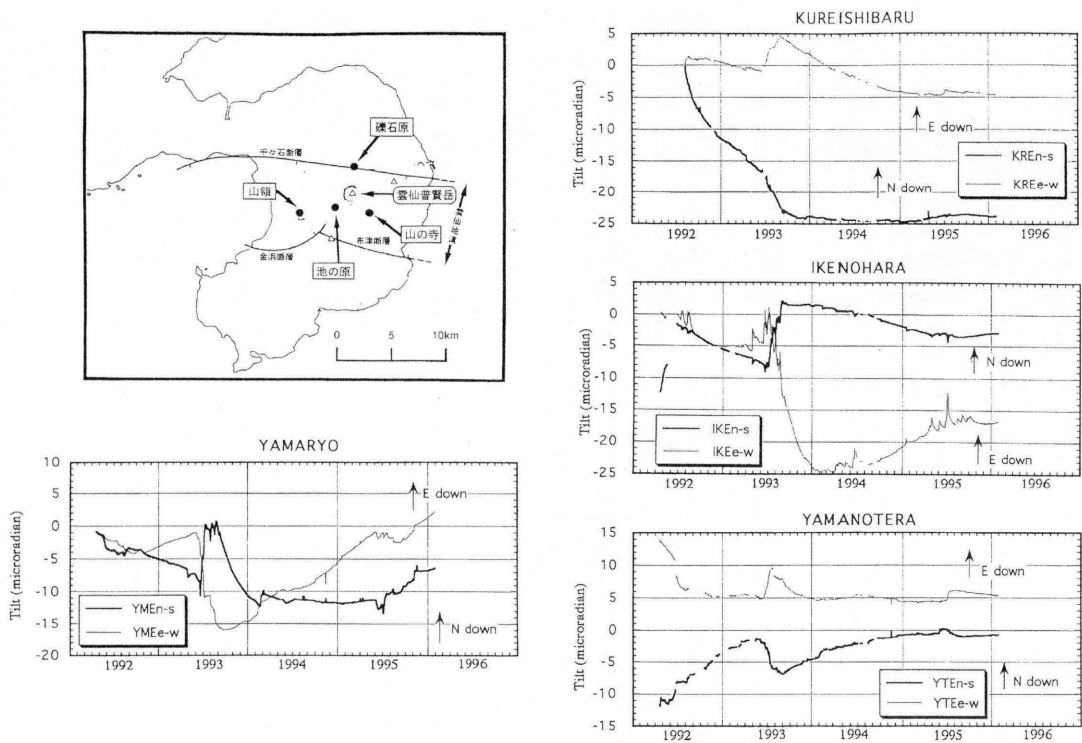 千々石断層
礫石原
山領
雲仙普賢岳
山の寺
布津断層
金浜断層
池の原
0 5 10km
KUREISHIBARU
Tilt (microradian)
5
0
-5
-10
-15
-20
-25
E down
N down
KREn-s
KREe-w
1992 1993 1994 1995 1996
IKENOHARA
Tilt (microradian)
5
0
-5
-10
-15
-20
-25
N down
E down
IKEn-s
IKEe-w
1992 1993 1994 1995 1996
YAMARYO
Tilt (microradian)
10
5
0
-5
-10
-15
-20
E down
N down
YMEn-s
YMEe-w
1992 1993 1994 1995 1996
YAMANOTERA
Tilt (microradian)
15
10
5
0
-5
-10
-15
E down
N down
YTEn-s
YTEe-w
1992 1993 1994 1995 1996